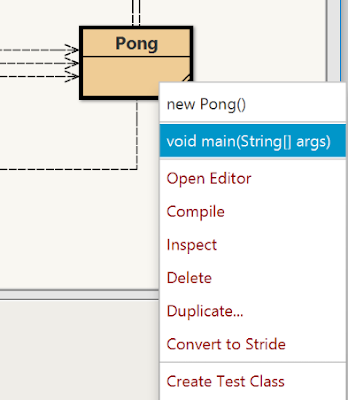 Pong
new Pong()
void main(String[] args)
Open Editor
Compile
Inspect
Delete
Duplicate...
Convert to Stride
Create Test Class